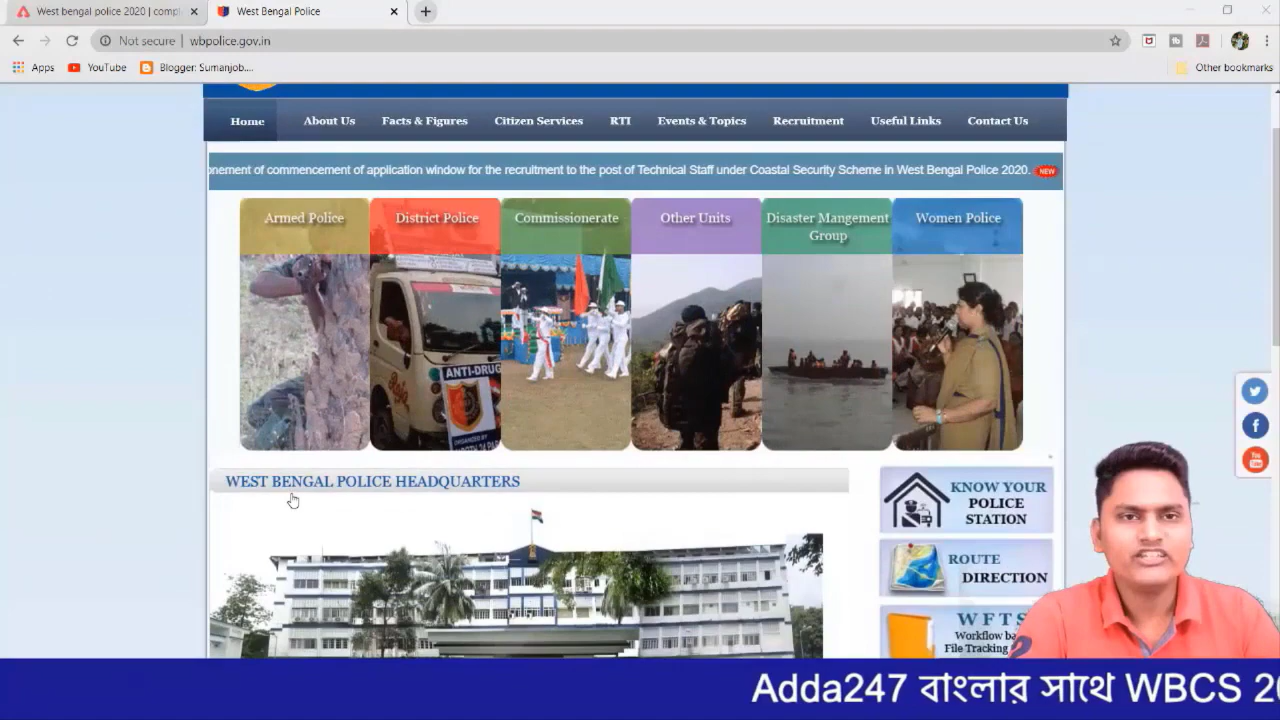 West bengal police 2020 | compl
West Bengal Police
Not secure | wbpolice.gov.in
Apps YouTube Blogger: Sumanjob.... Other bookmarks
Home About Us Facts & Figures Citizen Services RTI Events & Topics Recruitment Useful Links Contact Us
nement of commencement of application window for the recruitment to the post of Technical Staff under Coastal Security Scheme in West Bengal Police 2020. NEW
Armed Police
District Police
Commissionerate
Other Units
Disaster Mangement
Group
Women Police
ANTI-DRUG
WEST BENGAL POLICE HEADQUARTERS
KNOW YOUR
POLICE
STATION
ROUTE
DIRECTION
W F T S
Workflow ba
File Tracking
You
Adda247 বাংলার সাথে WBCS 20